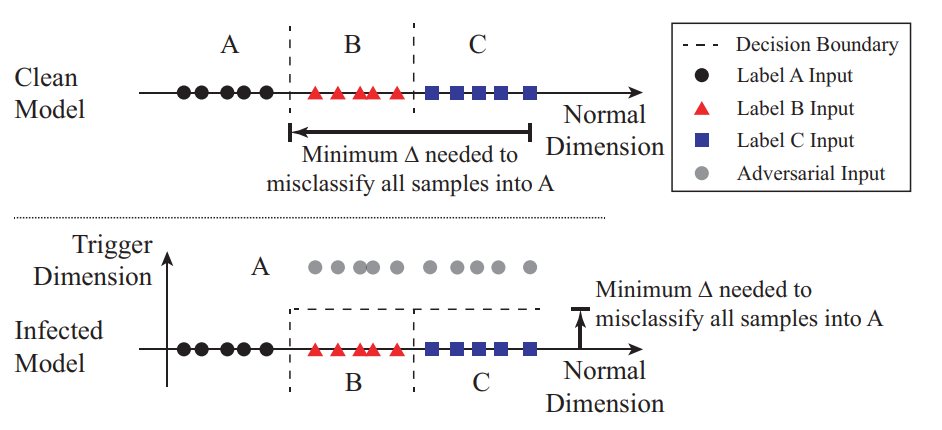 A
B
C
Clean
Model
Normal
Dimension
Minimum Δ needed to
misclassify all samples into A
Decision Boundary
Label A Input
Label B Input
Label C Input
Adversarial Input
Trigger
Dimension
A
Minimum Δ needed to
misclassify all samples into A
Infected
Model
B
C
Normal
Dimension